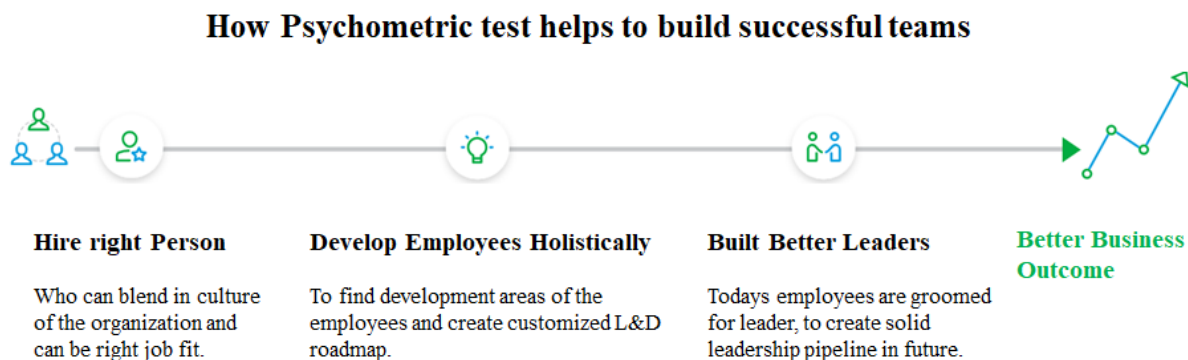 How Psychometric test helps to build successful teams
Hire right Person
Who can blend in culture
of the organization and
can be right job fit.
Develop Employees Holistically
To find development areas of the
employees and create customized L&D
roadmap.
Built Better Leaders
Todays employees are groomed
for leader, to create solid
leadership pipeline in future.
Better Business
Outcome